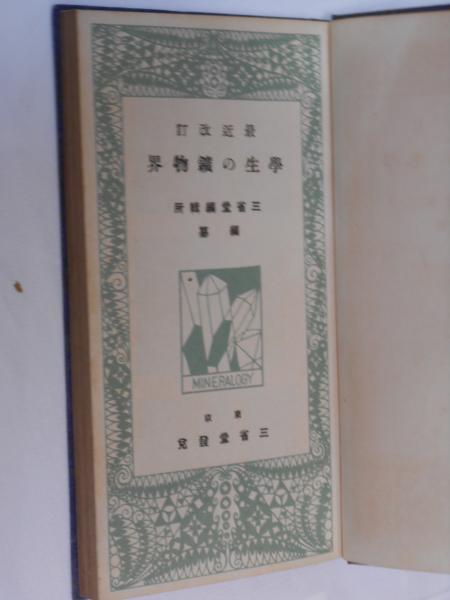 最近改訂
學生の鑛物界
三省堂編輯所
編纂
MINERALOGY
東京
三省堂發兌